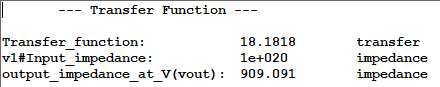 --- Transfer Function ---
Transfer_function: 18.1818 transfer
v1#Input_impedance: 1e+020 impedance
output_impedance_at_V(vout): 909.091 impedance